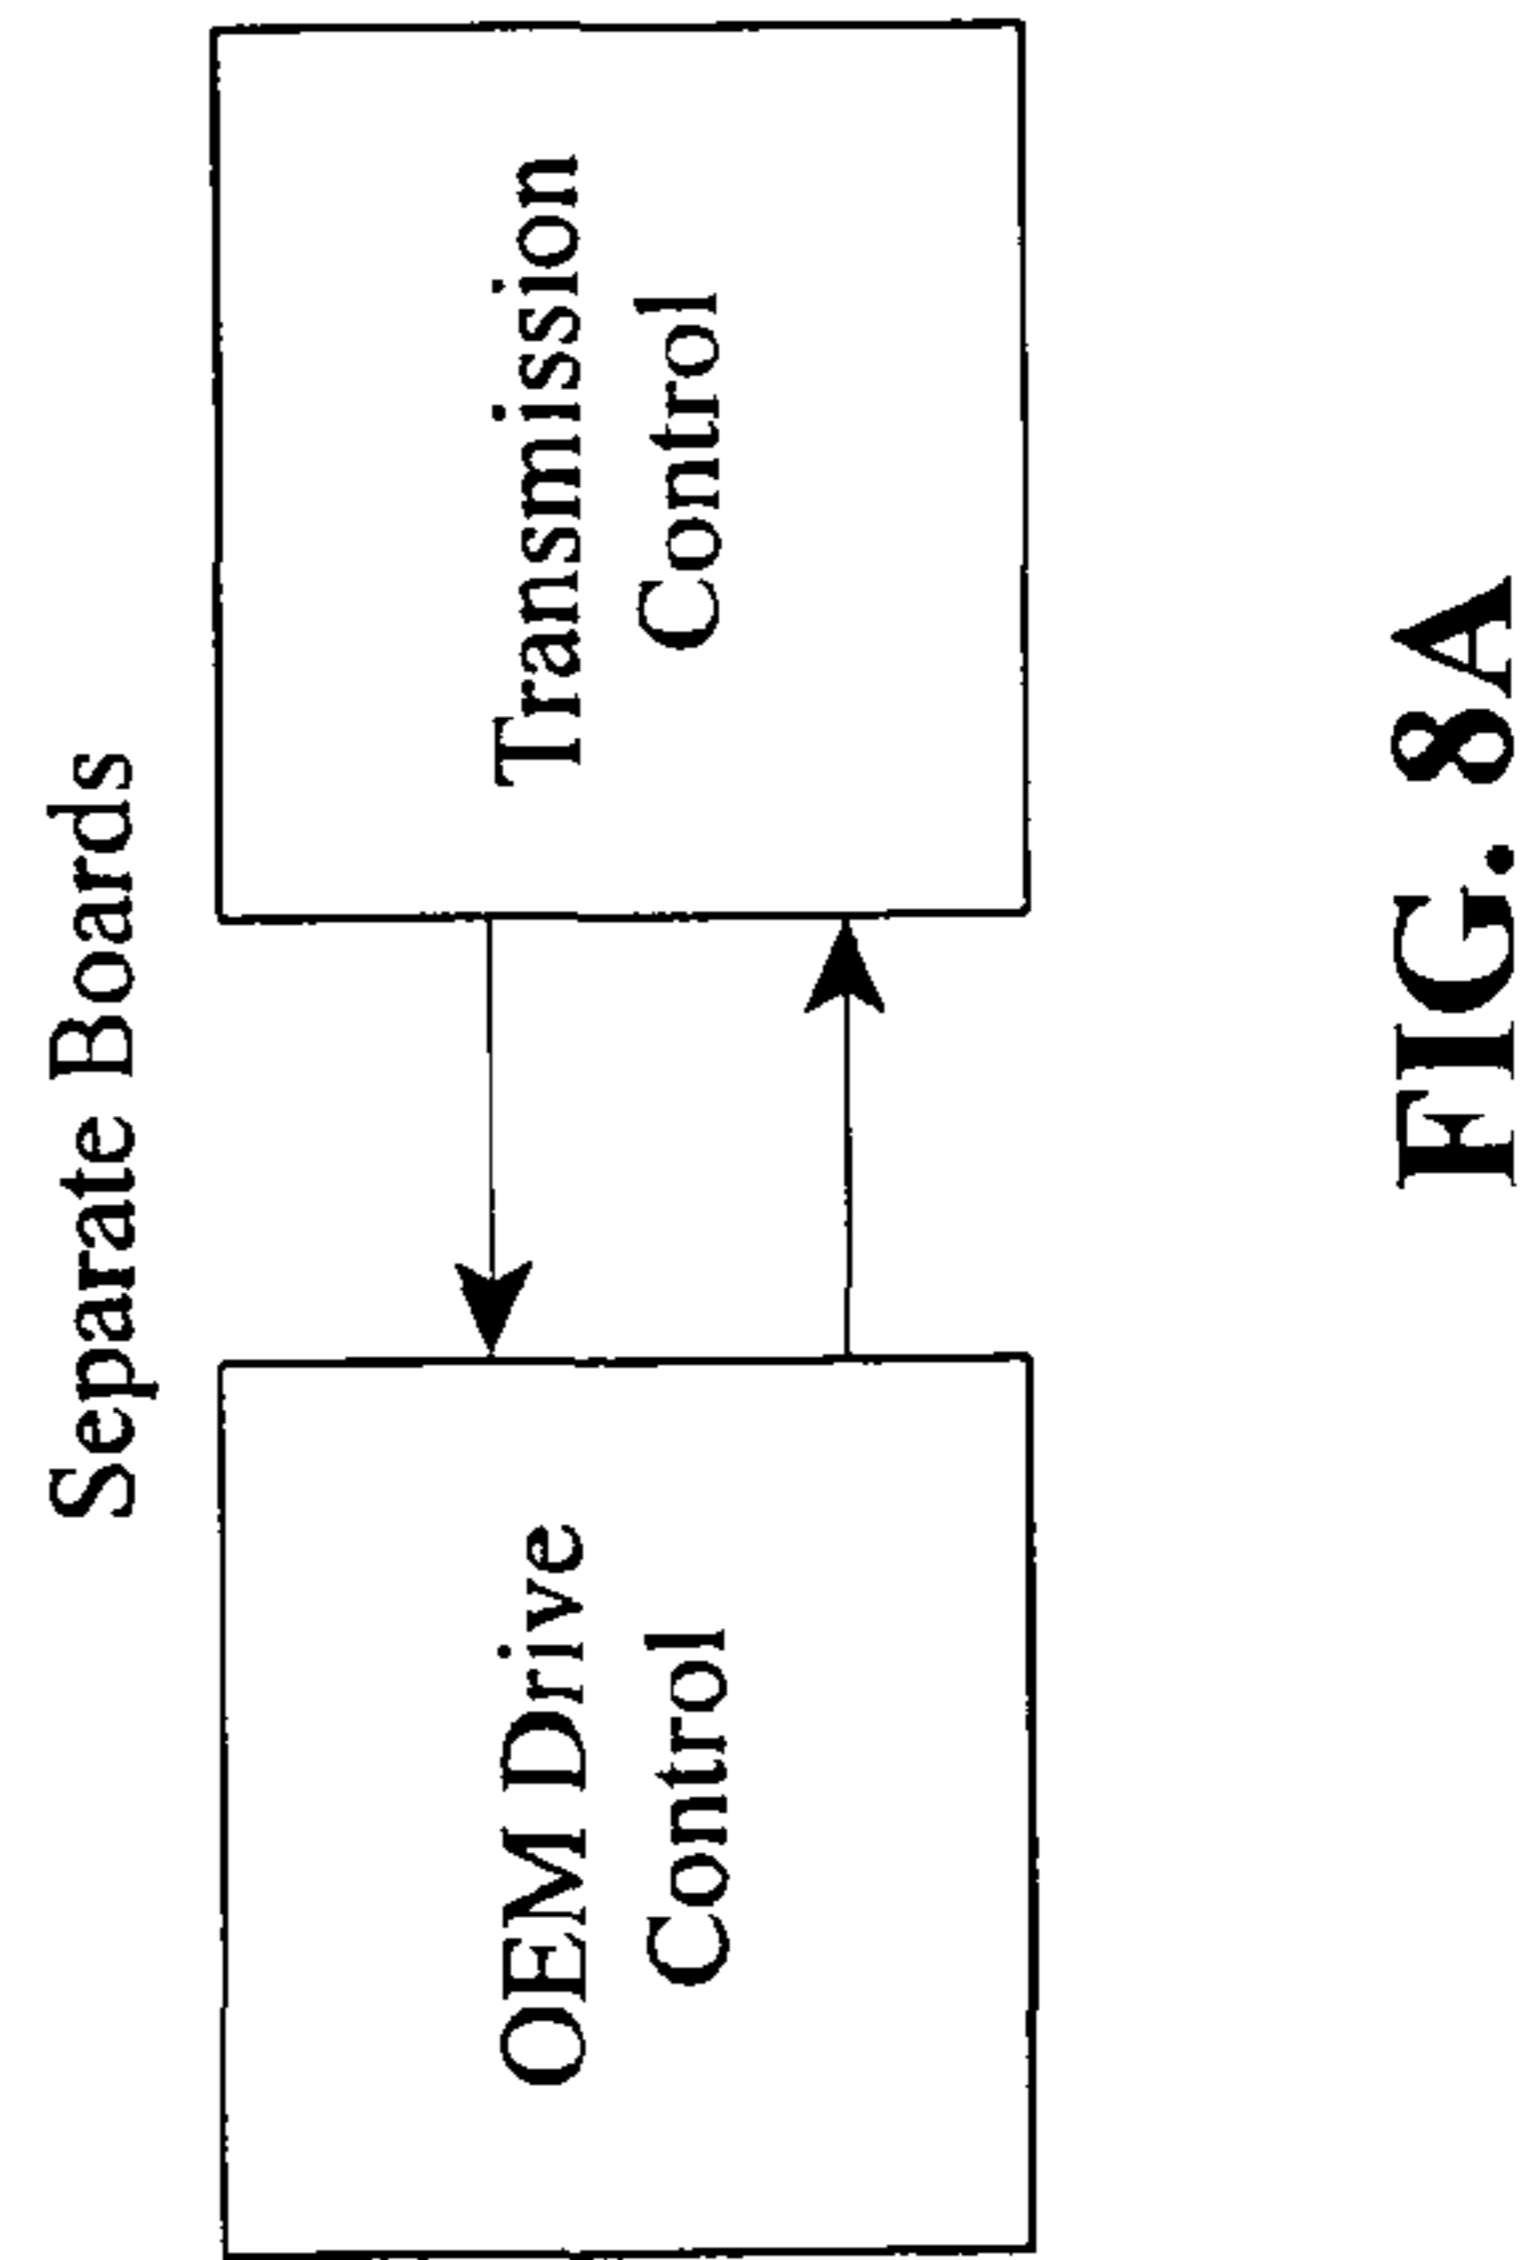 Separate Boards
OEM Drive
Control
Transmission
Control
FIG. 8A